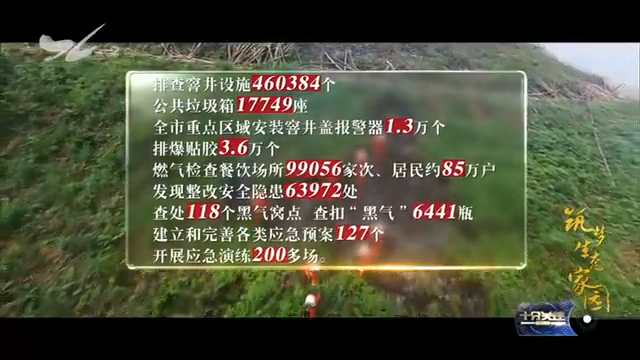 排查窨井设施460384个
公共垃圾箱17749座
全市重点区域安装窨井盖报警器1.3万个
排爆贴胶3.6万个
燃气检查餐饮场所99056家次、居民约85万户
发现整改安全隐患63972处
查处118个黑气窝点 查扣“黑气”6441瓶
建立和完善各类应急预案127个
开展应急演练200多场。
筑梦
生态
家园
十分关注